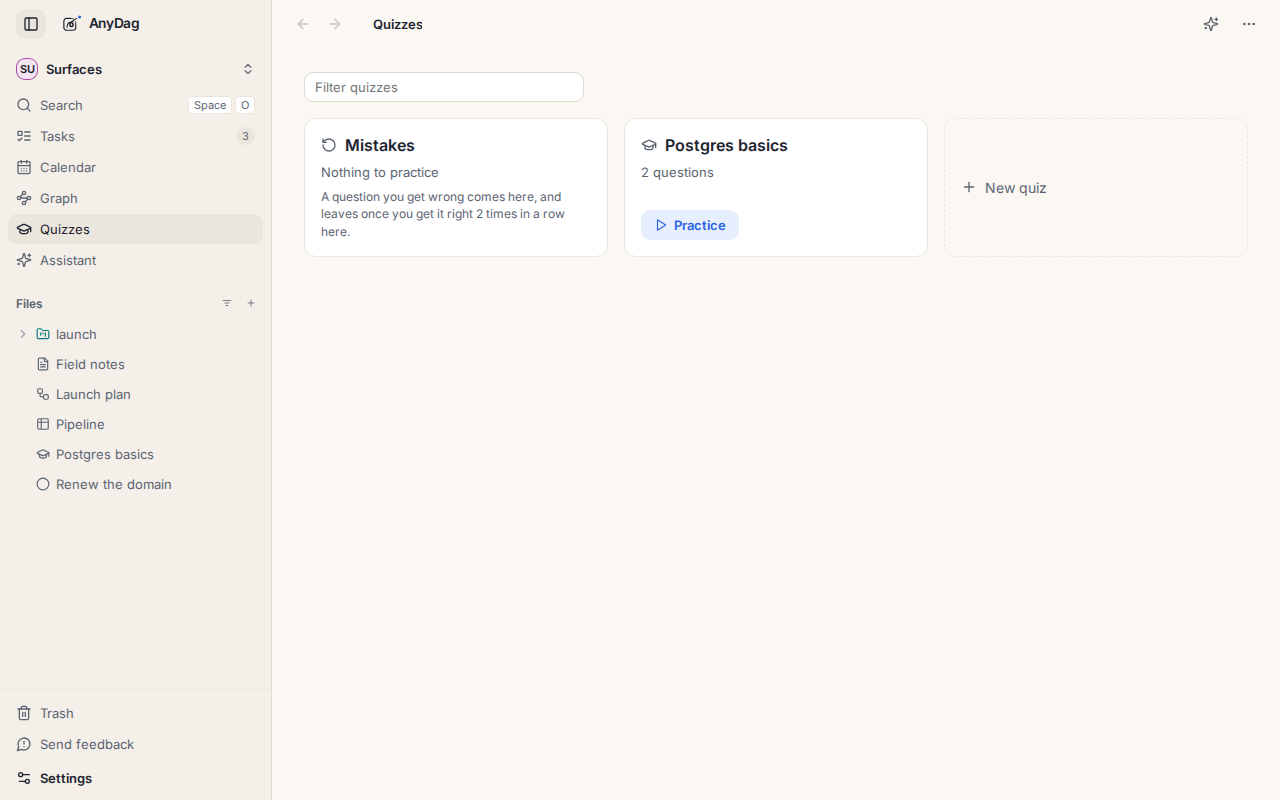 AnyDag
Quizzes
SU Surfaces
Search Space O
Tasks 3
Calendar
Graph
Quizzes
Assistant
Files
launch
Field notes
Launch plan
Pipeline
Postgres basics
Renew the domain
Trash
Send feedback
Settings
Filter quizzes
Mistakes
Nothing to practice
A question you get wrong comes here, and
leaves once you get it right 2 times in a row
here.
Postgres basics
2 questions
Practice
New quiz